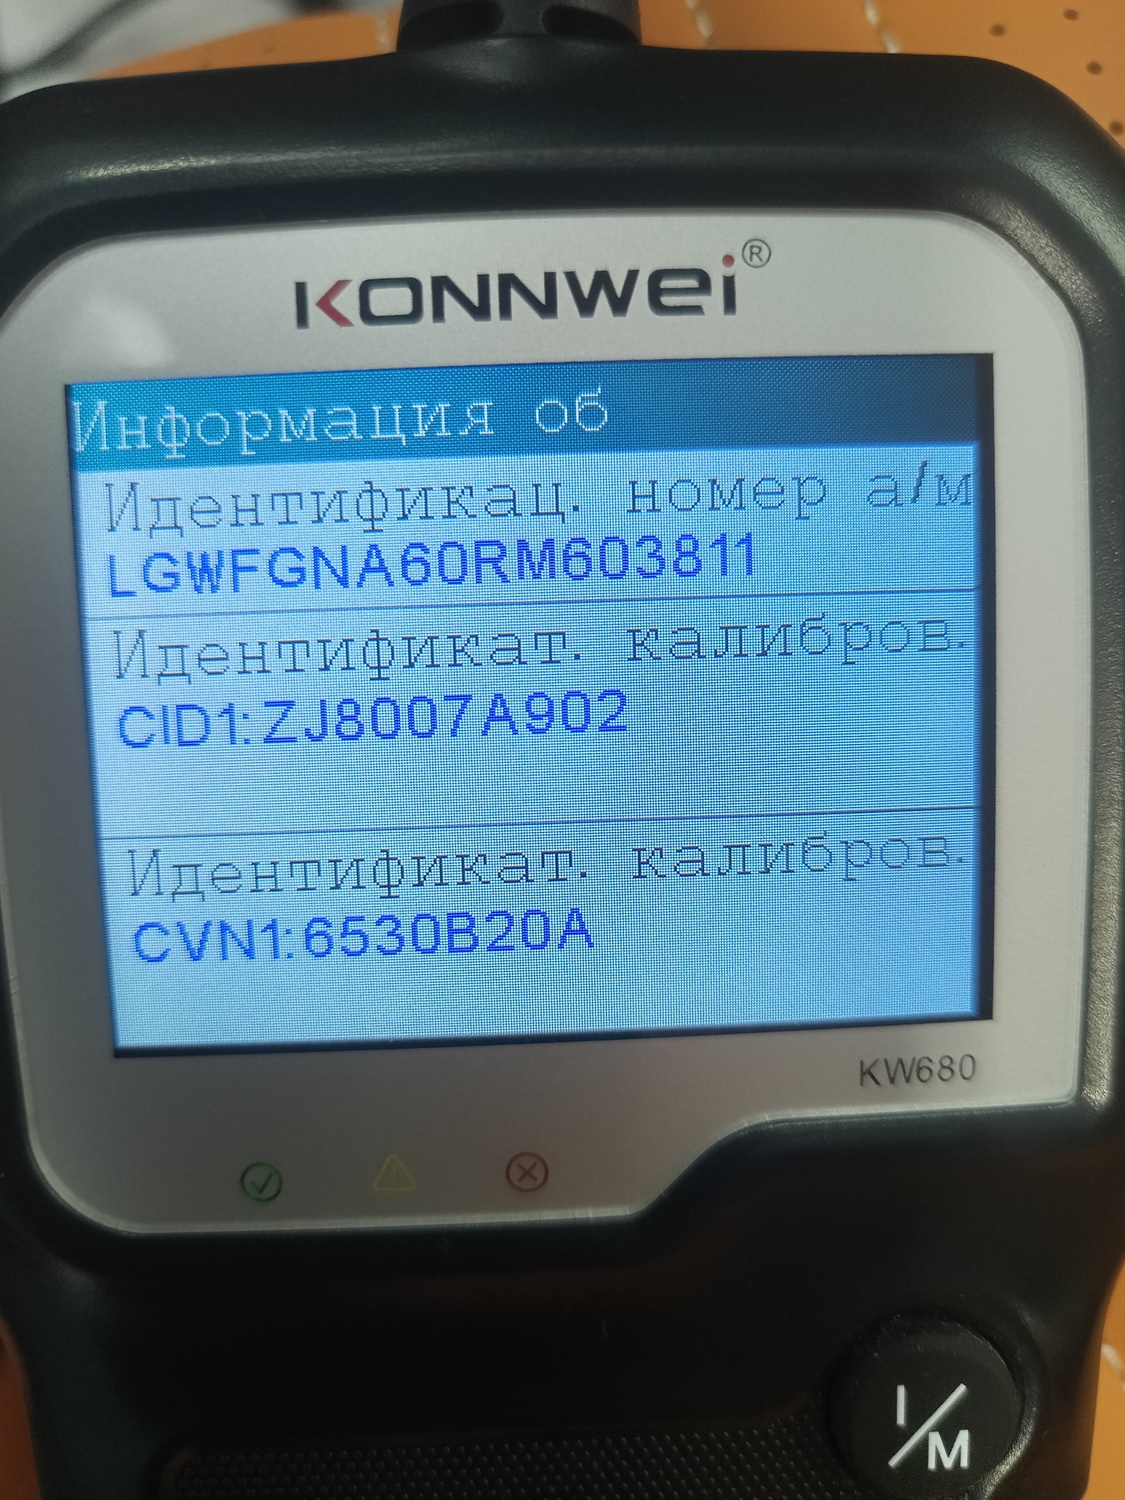 KONNWEI®
Информация об
Идентификац. номер а/м
LGWFGNA60RM603811
Идентификат. калибров.
CID1:ZJ8007A902
Идентификат. калибров.
CVN1:6530B20A
KW680
I/M